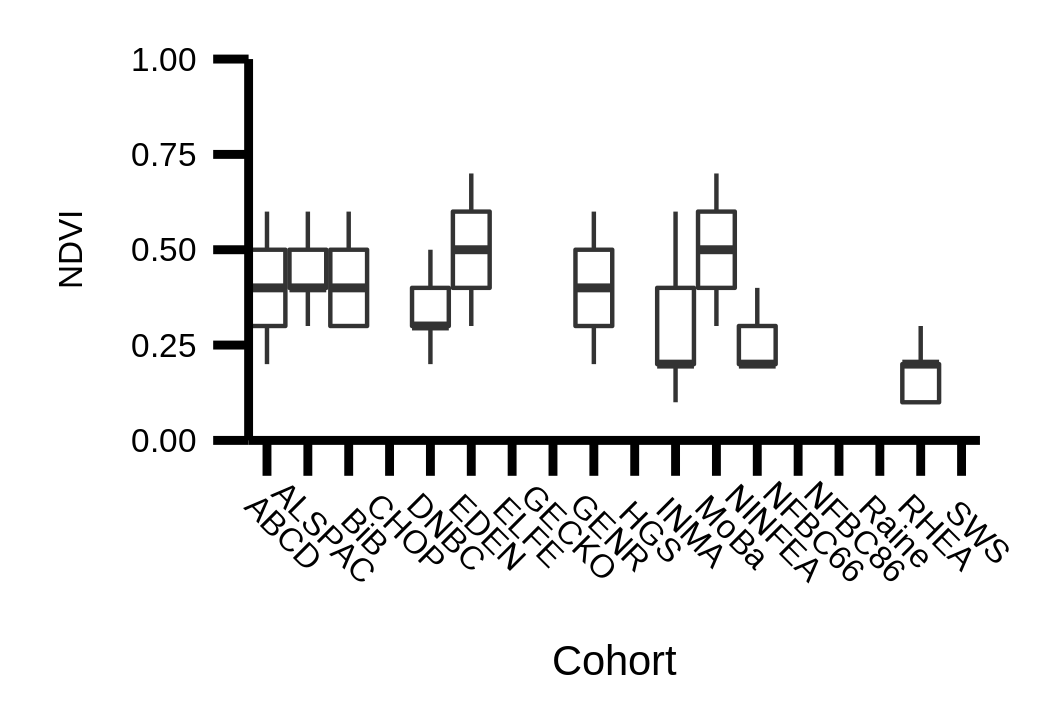 1.00
0.75
0.50
0.25
0.00
NDVI
ABCD
ALSPAC
BiB
CHOP
DNBC
EDEN
ELFE
GECKO
GENR
HGS
INMA
MoBa
NINFEA
NFBC66
NFBC86
Raine
RHEA
SWS
Cohort